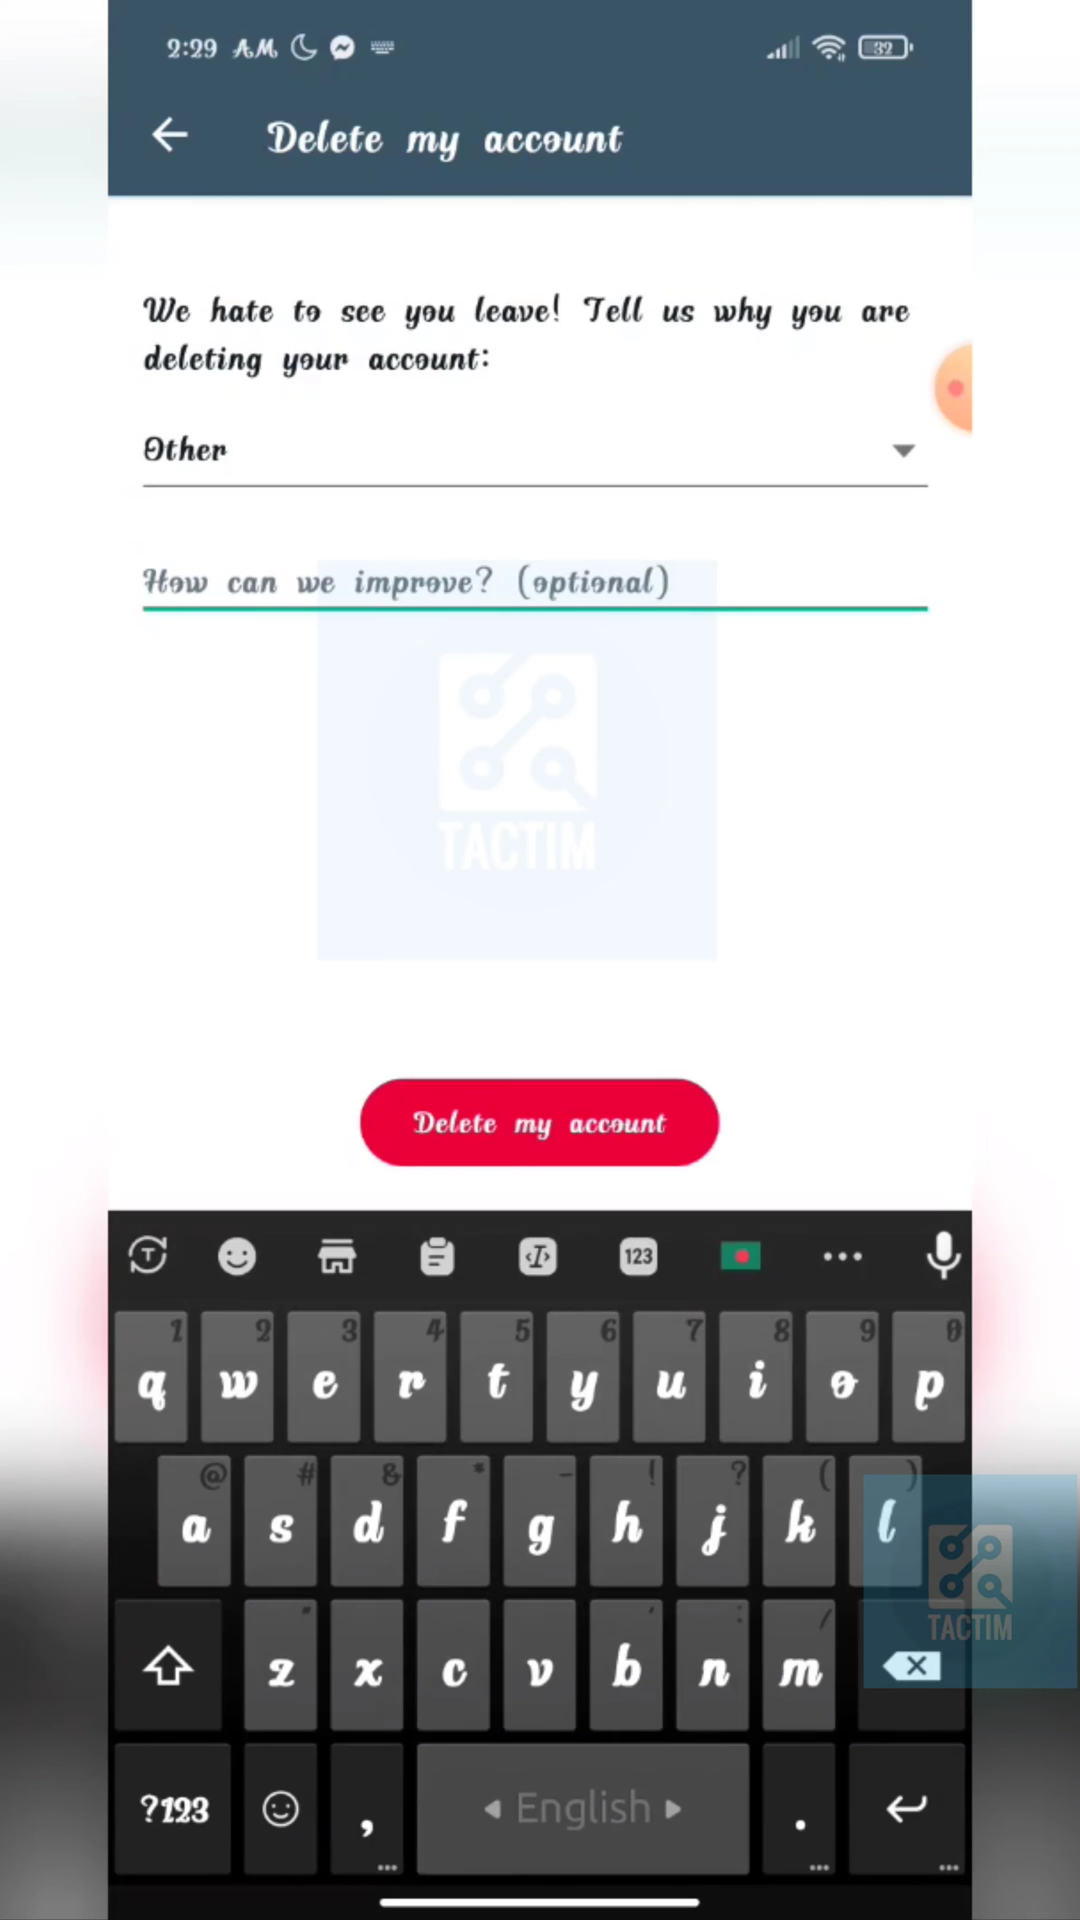 2:29 AM
32
Delete my account
We hate to see you leave! Tell us why you are
deleting your account:
Other
How can we improve? (optional)
TACTIM
Delete my account
T 123
1 2 3 4 5 6 7 8 9 0
q w e r t y u i o p
@ # & * - ! ? ( )
a s d f g h j k l
TACTIM
" ' : /
z x c v b n m
?123 , English .